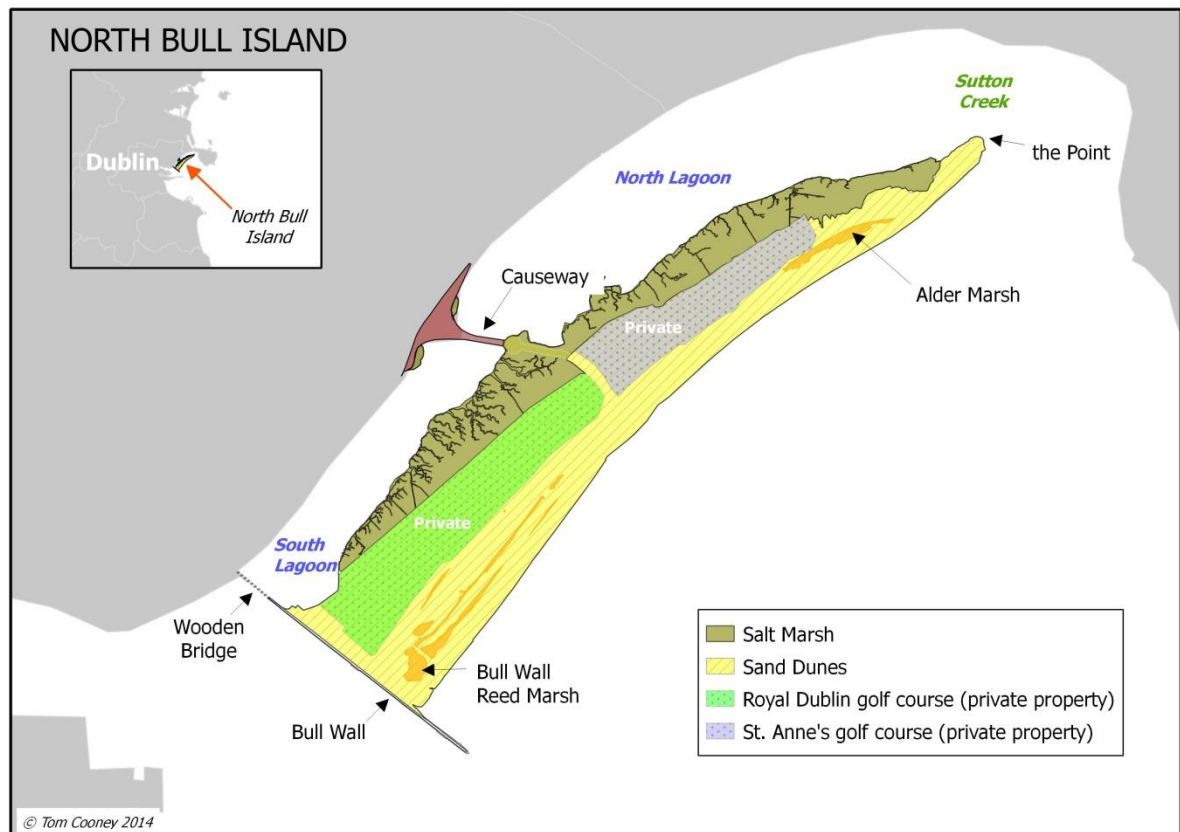 NORTH BULL ISLAND
Dublin
North Bull
Island
Sutton
Creek
the Point
North Lagoon
Causeway
Alder Marsh
Private
Private
South
Lagoon
Wooden
Bridge
Bull Wall
Reed Marsh
Bull Wall
Salt Marsh
Sand Dunes
Royal Dublin golf course (private property)
St. Anne's golf course (private property)
© Tom Cooney 2014